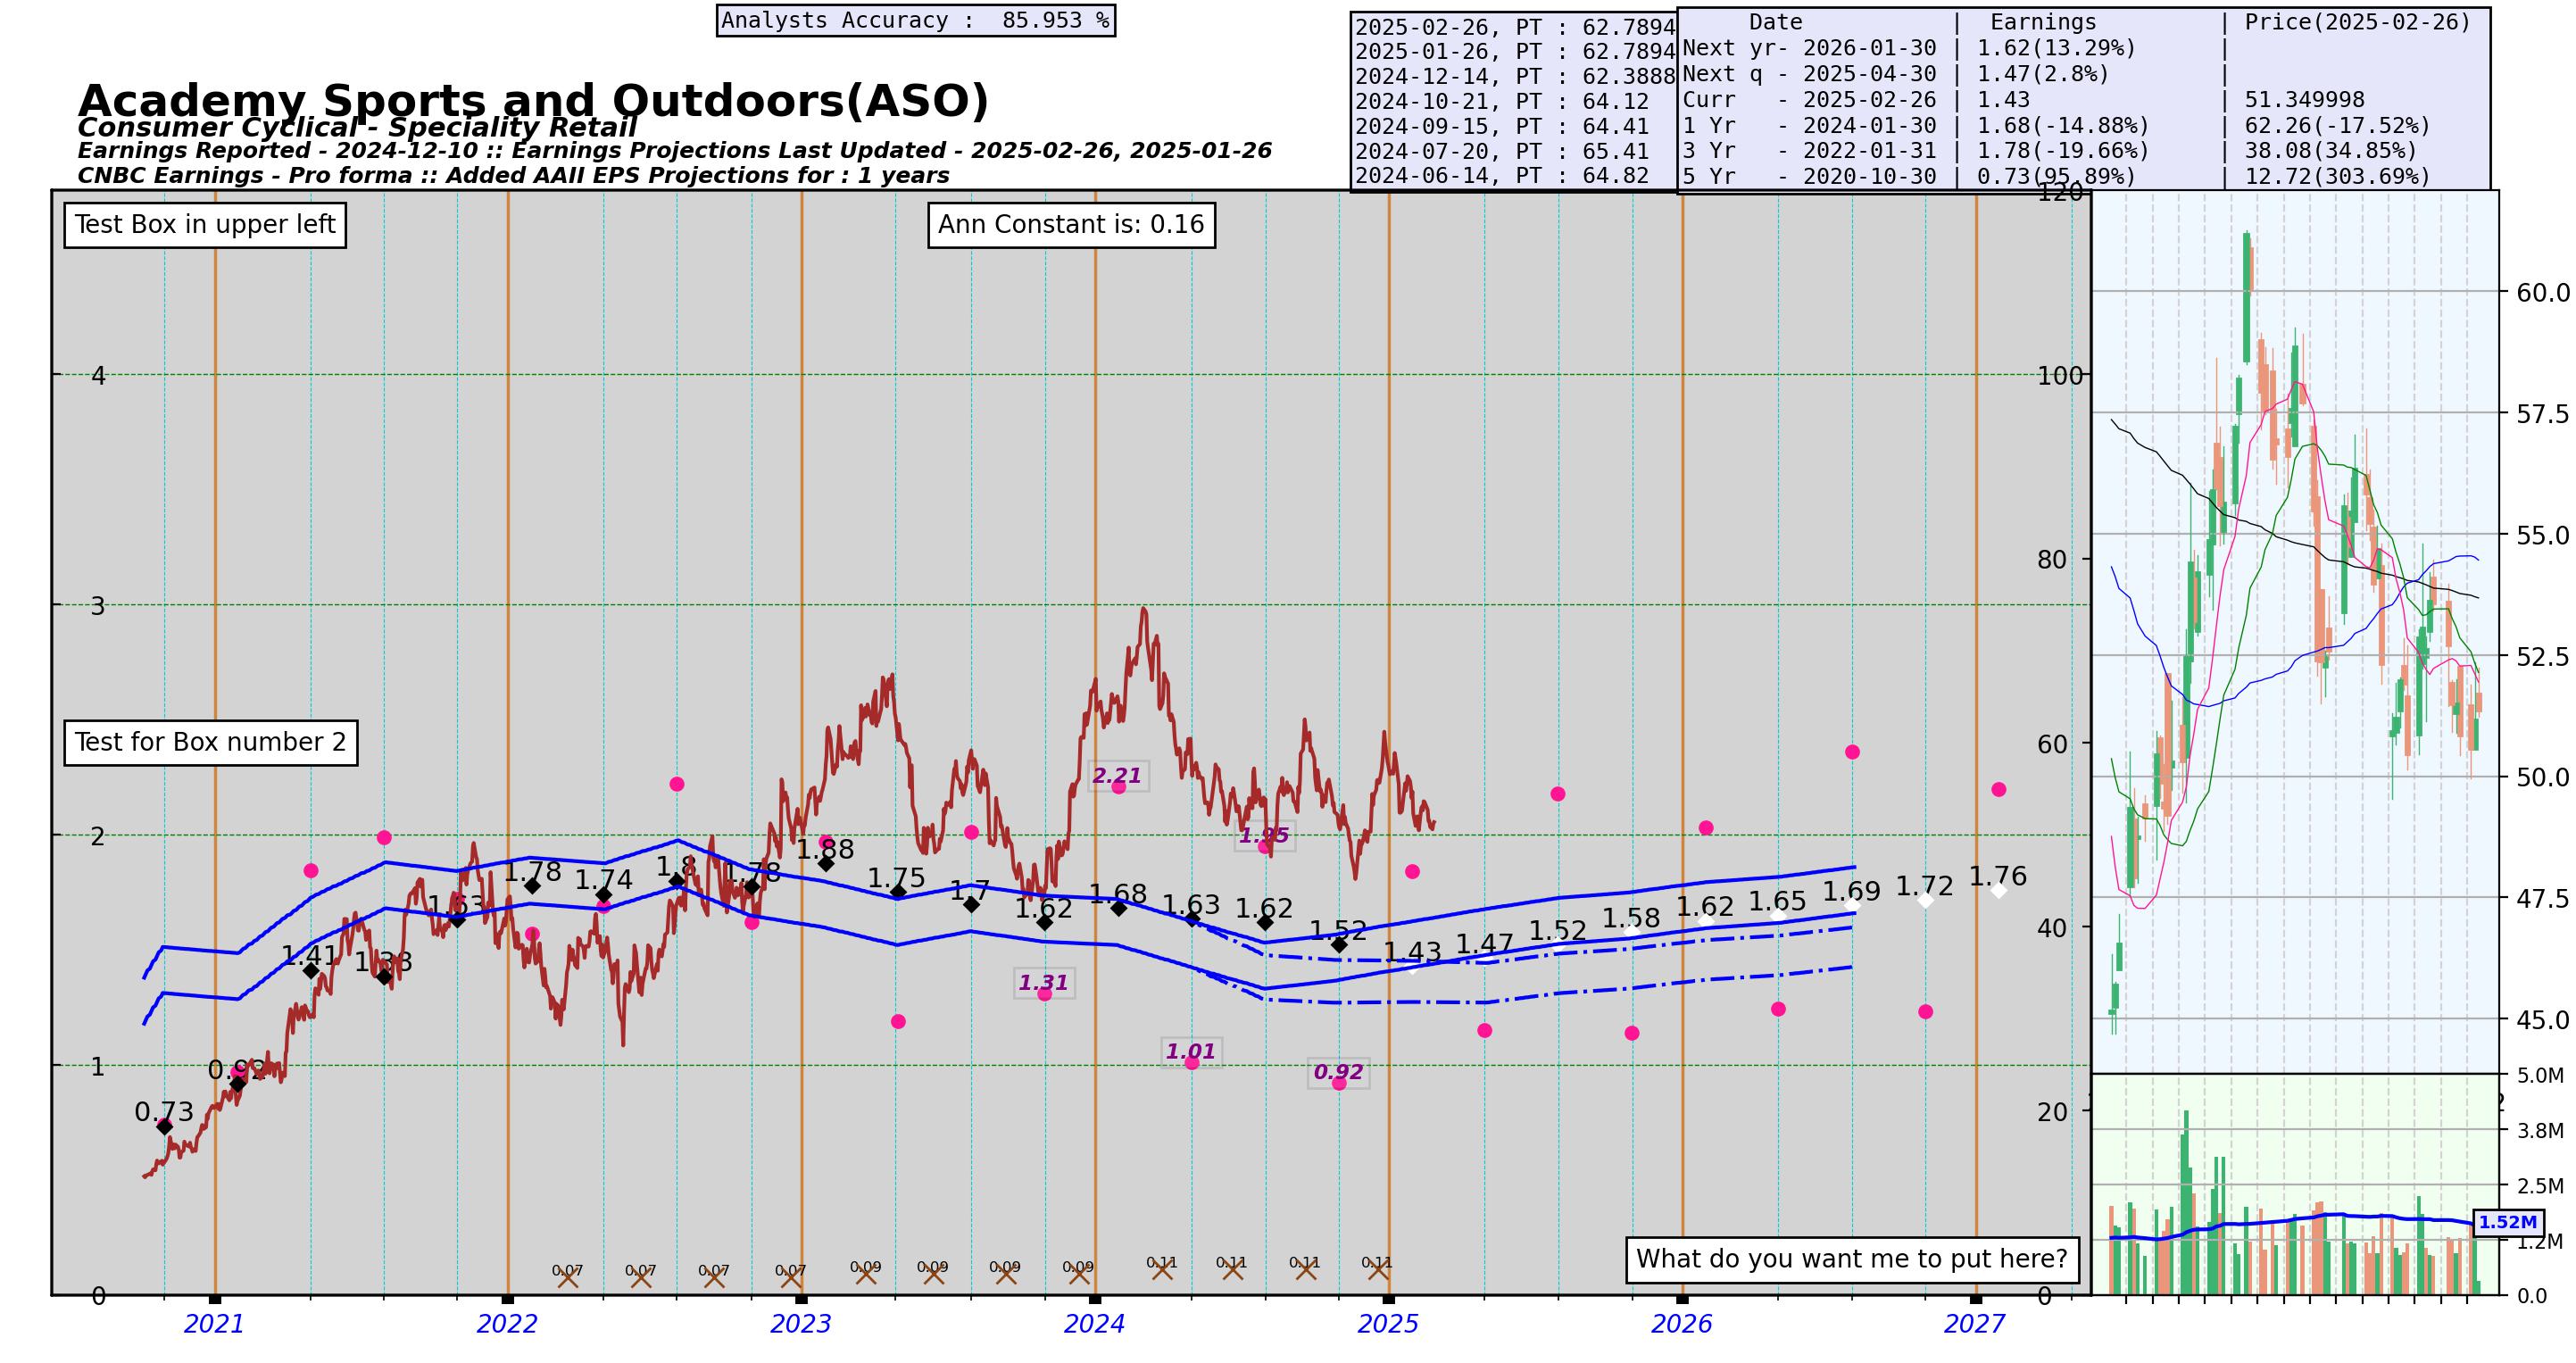 Analysts Accuracy :  85.953 %
Academy Sports and Outdoors(ASO)
Consumer Cyclical - Speciality Retail
Earnings Reported - 2024-12-10 :: Earnings Projections Last Updated - 2025-02-26, 2025-01-26
CNBC Earnings - Pro forma :: Added AAII EPS Projections for : 1 years
2025-02-26, PT : 62.7894
2025-01-26, PT : 62.7894
2024-12-14, PT : 62.3888
2024-10-21, PT : 64.12
2024-09-15, PT : 64.41
2024-07-20, PT : 65.41
2024-06-14, PT : 64.82
Date | Earnings | Price(2025-02-26)
Next yr- 2026-01-30 | 1.62(13.29%) |
Next q - 2025-04-30 | 1.47(2.8%) |
Curr - 2025-02-26 | 1.43 | 51.349998
1 Yr - 2024-01-30 | 1.68(-14.88%) | 62.26(-17.52%)
3 Yr - 2022-01-31 | 1.78(-19.66%) | 38.08(34.85%)
5 Yr - 2020-10-30 | 0.73(95.89%) | 12.72(303.69%)
Test Box in upper left
Ann Constant is: 0.16
Test for Box number 2
What do you want me to put here?
4
3
2
1
0
120
100
80
60
40
20
0
0.73
0.92
1.41
1.38
1.63
1.78
1.74
1.8
1.78
1.88
1.75
1.7
1.62
1.68
1.63
1.62
1.52
1.43
1.47
1.52
1.58
1.62
1.65
1.69
1.72
1.76
1.31
2.21
1.01
1.95
0.92
0.07
0.07
0.07
0.07
0.09
0.09
0.09
0.09
0.11
0.11
0.11
0.11
2021
2022
2023
2024
2025
2026
2027
60.0
57.5
55.0
52.5
50.0
47.5
45.0
5.0M
3.8M
2.5M
1.52M
1.2M
0.0